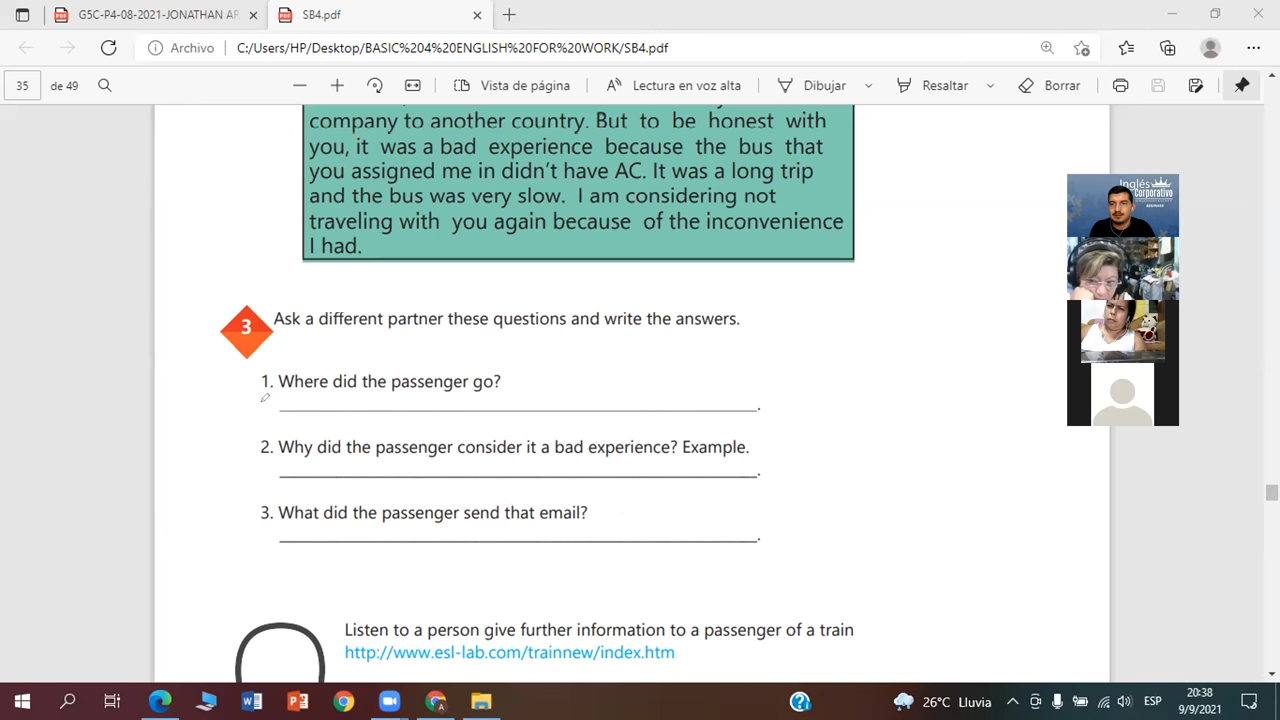 G5C-P4-08-2021-JONATHAN AR
SB4.pdf
Archivo
C:/Users/HP/Desktop/BASIC%204%20ENGLISH%20FOR%20WORK/SB4.pdf
35
de 49
Vista de página
Lectura en voz alta
Dibujar
Resaltar
Borrar
company to another country. But to be honest with
you, it was a bad experience because the bus that
you assigned me in didn't have AC. It was a long trip
and the bus was very slow. I am considering not
traveling with you again because of the inconvenience
I had.
Inglés
Corporativo
3
Ask a different partner these questions and write the answers.
1. Where did the passenger go?
2. Why did the passenger consider it a bad experience? Example.
3. What did the passenger send that email?
Listen to a person give further information to a passenger of a train
http://www.esl-lab.com/trainnew/index.htm
26°C Lluvia
ESP
20:38
9/9/2021